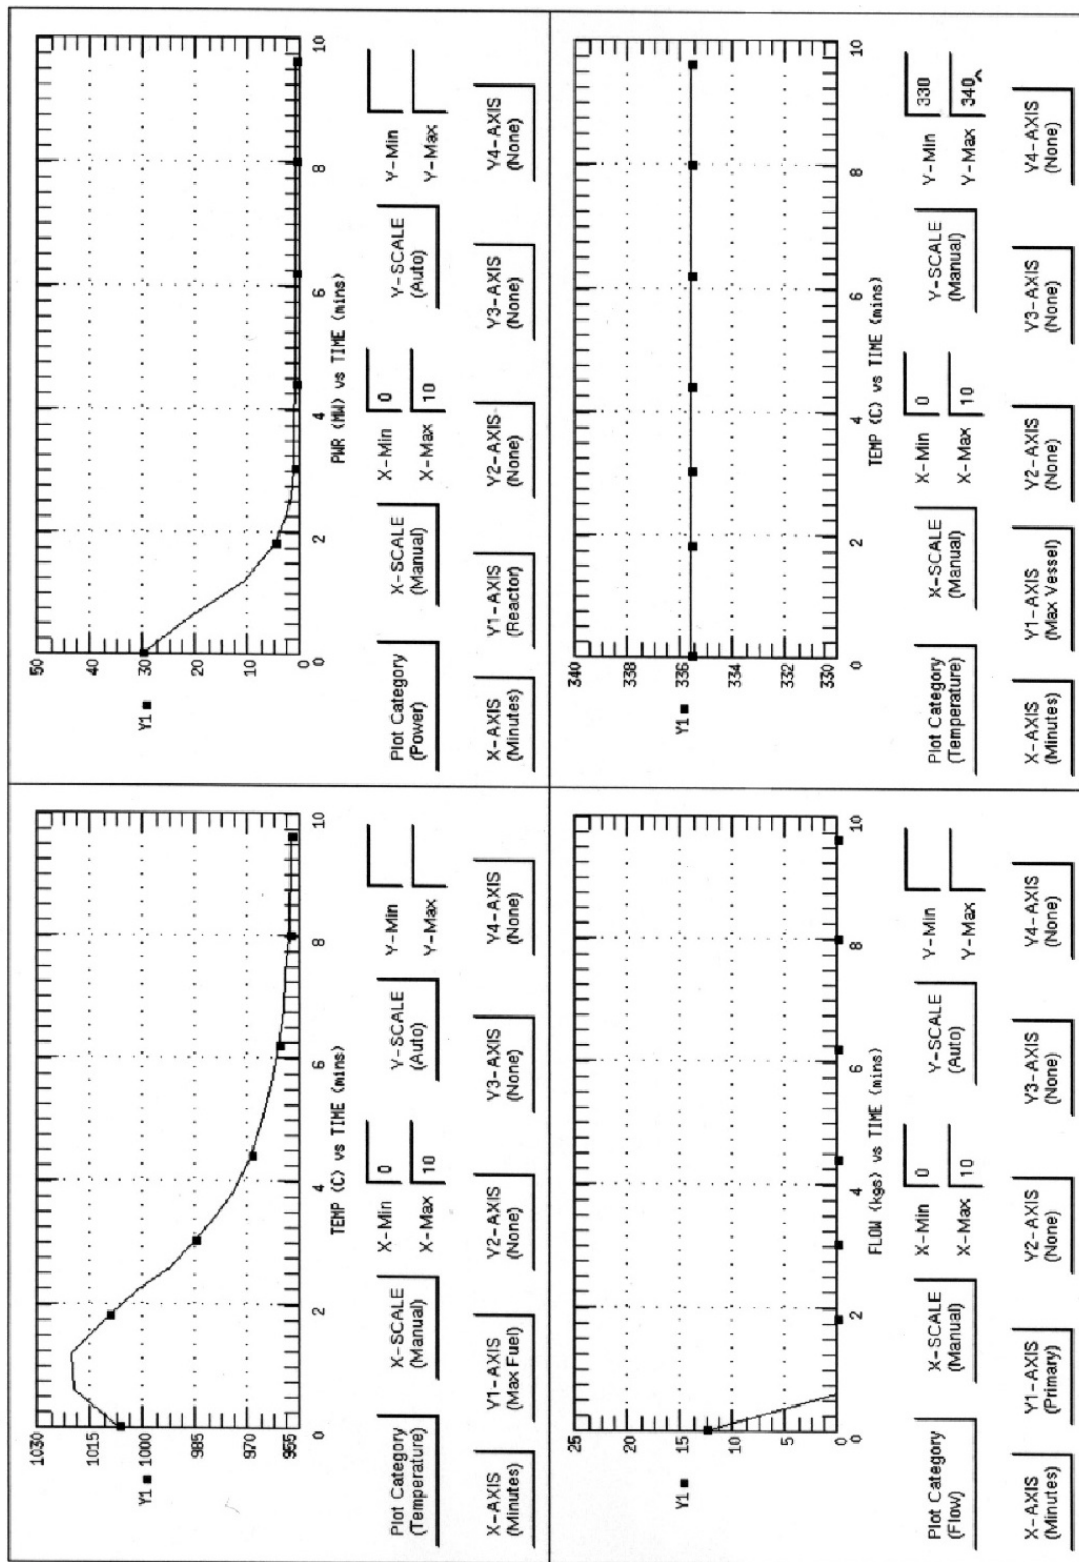 1030
1015
1000
985
970
955
Y1
0 2 4 6 8 10
TEMP (C) vs TIME (mins)
Plot Category
(Temperature)
X-SCALE
(Manual)
X-Min 0
X-Max 10
Y-SCALE
(Auto)
Y-Min
Y-Max
X-AXIS
(Minutes)
Y1-AXIS
(Max Fuel)
Y2-AXIS
(None)
Y3-AXIS
(None)
Y4-AXIS
(None)
50
40
30
20
10
0
Y1
0 2 4 6 8 10
PWR (MW) vs TIME (mins)
Plot Category
(Power)
X-SCALE
(Manual)
X-Min 0
X-Max 10
Y-SCALE
(Auto)
Y-Min
Y-Max
X-AXIS
(Minutes)
Y1-AXIS
(Reactor)
Y2-AXIS
(None)
Y3-AXIS
(None)
Y4-AXIS
(None)
25
20
15
10
5
0
Y1
0 2 4 6 8 10
FLOW (kgs) vs TIME (mins)
Plot Category
(Flow)
X-SCALE
(Manual)
X-Min 0
X-Max 10
Y-SCALE
(Auto)
Y-Min
Y-Max
X-AXIS
(Minutes)
Y1-AXIS
(Primary)
Y2-AXIS
(None)
Y3-AXIS
(None)
Y4-AXIS
(None)
340
338
336
334
332
330
Y1
0 2 4 6 8 10
TEMP (C) vs TIME (mins)
Plot Category
(Temperature)
X-SCALE
(Manual)
X-Min 0
X-Max 10
Y-SCALE
(Manual)
Y-Min 330
Y-Max 340
X-AXIS
(Minutes)
Y1-AXIS
(Max Vessel)
Y2-AXIS
(None)
Y3-AXIS
(None)
Y4-AXIS
(None)